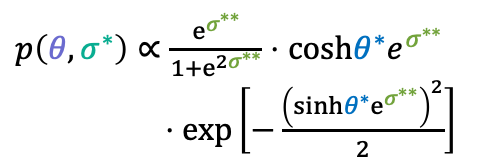 p(θ, σ*) ∝ e^σ** / 1+e^2σ** · coshθ*e^σ**
· exp[−(sinhθ*e^σ**)² / 2]